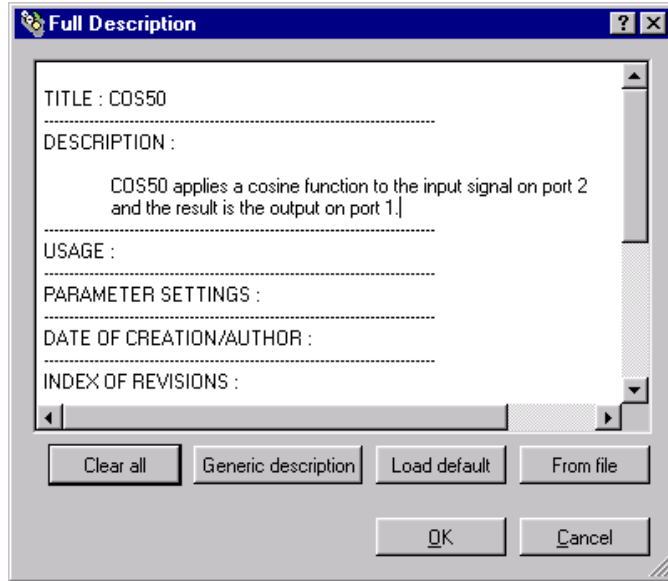 Full Description
TITLE : COS50
--------------------------------------------------------------------------------
DESCRIPTION :
COS50 applies a cosine function to the input signal on port 2
and the result is the output on port 1.
--------------------------------------------------------------------------------
USAGE :
--------------------------------------------------------------------------------
PARAMETER SETTINGS :
--------------------------------------------------------------------------------
DATE OF CREATION/AUTHOR :
--------------------------------------------------------------------------------
INDEX OF REVISIONS :
Clear all Generic description Load default From file
OK Cancel